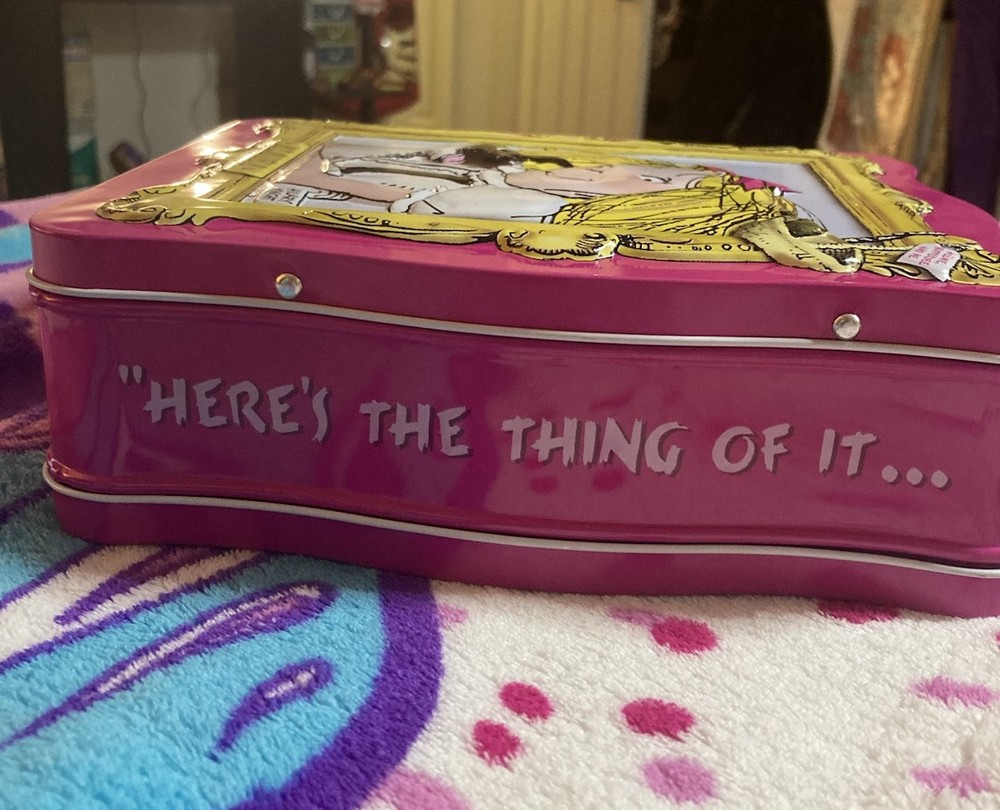 "HERE'S THE THING OF IT...